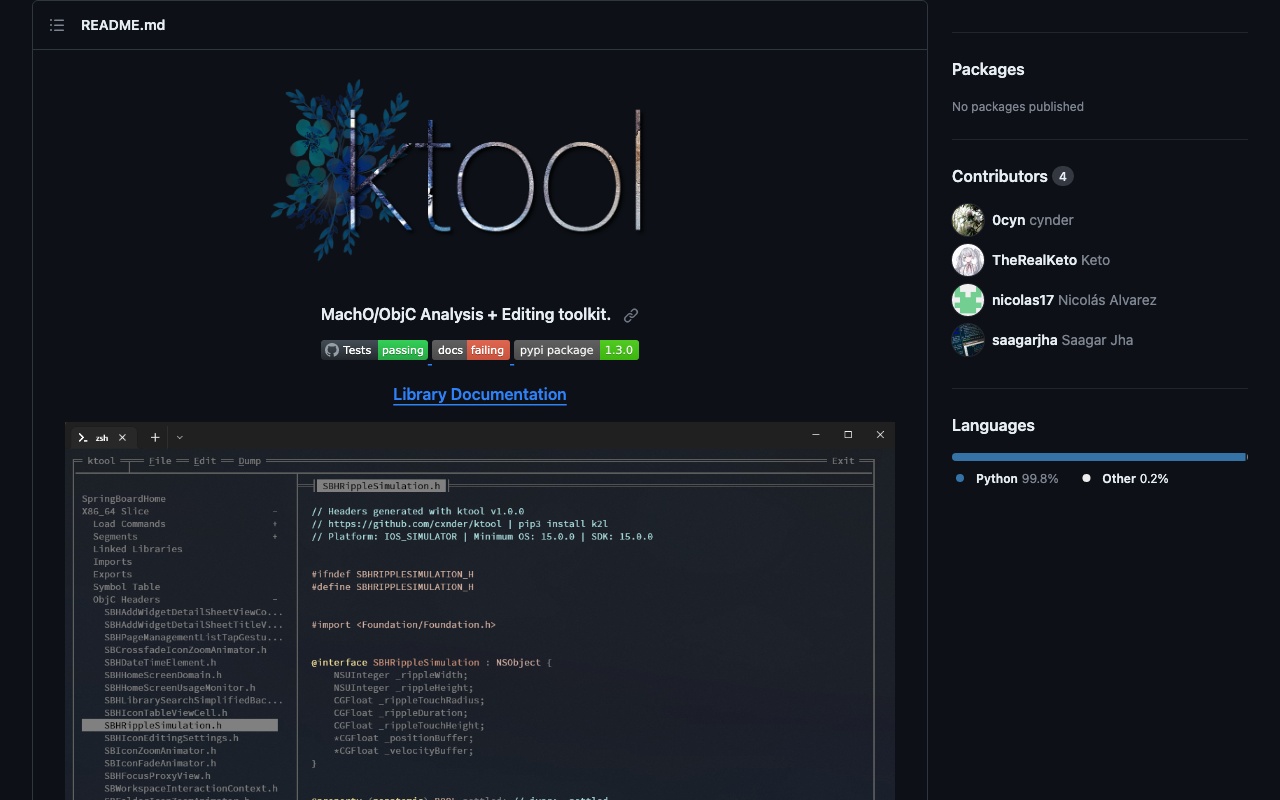 README.md
ktool
MachO/ObjC Analysis + Editing toolkit.
Tests passing docs failing pypi package 1.3.0
Library Documentation
zsh
ktool File Edit Dump Exit
SpringBoardHome
X86_64 Slice -
Load Commands +
Segments +
Linked Libraries
Imports
Exports
Symbol Table
ObjC Headers -
SBHAddWidgetDetailSheetViewCo...
SBHAddWidgetDetailSheetTitleV...
SBHPageManagementListTapGestu...
SBCrossfadeIconZoomAnimator.h
SBHDateTimeElement.h
SBHHomeScreenDomain.h
SBHHomeScreenUsageMonitor.h
SBHLibrarySearchSimplifiedBac...
SBHIconTableViewCell.h
SBHRippleSimulation.h
SBHIconEditingSettings.h
SBIconZoomAnimator.h
SBIconFadeAnimator.h
SBHFocusProxyView.h
SBWorkspaceInteractionContext.h
SBHRippleSimulation.h
// Headers generated with ktool v1.0.0
// https://github.com/cxnder/ktool | pip3 install k2l
// Platform: IOS_SIMULATOR | Minimum OS: 15.0.0 | SDK: 15.0.0
#ifndef SBHRIPPLESIMULATION_H
#define SBHRIPPLESIMULATION_H
#import <Foundation/Foundation.h>
@interface SBHRippleSimulation : NSObject {
NSUInteger _rippleWidth;
NSUInteger _rippleHeight;
CGFloat _rippleTouchRadius;
CGFloat _rippleDuration;
CGFloat _rippleTouchHeight;
*CGFloat _positionBuffer;
*CGFloat _velocityBuffer;
}
Packages
No packages published
Contributors 4
0cyn cynder
TheRealKeto Keto
nicolas17 Nicolás Alvarez
saagarjha Saagar Jha
Languages
Python 99.8% Other 0.2%